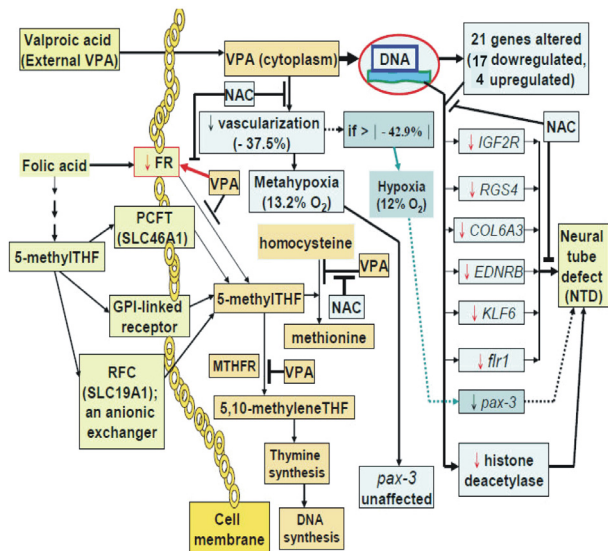 Valproic acid
(External VPA)
VPA (cytoplasm)
DNA
21 genes altered
(17 dowregulated,
4 upregulated)
NAC
↓ vascularization
(- 37.5%)
if > | - 42.9% |
NAC
Folic acid
↓ FR
VPA
Metahypoxia
(13.2% O2)
Hypoxia
(12% O2)
↓ IGF2R
↓ RGS4
↓ COL6A3
↓ EDNRB
↓ KLF6
↓ flr1
↓ pax-3
↓ histone
deacetylase
Neural
tube
defect
(NTD)
5-methylTHF
PCFT
(SLC46A1)
GPI-linked
receptor
RFC
(SLC19A1);
an anionic
exchanger
homocysteine
VPA
NAC
5-methylTHF
methionine
MTHFR
VPA
5,10-methyleneTHF
Thymine
synthesis
DNA
synthesis
pax-3
unaffected
Cell
membrane